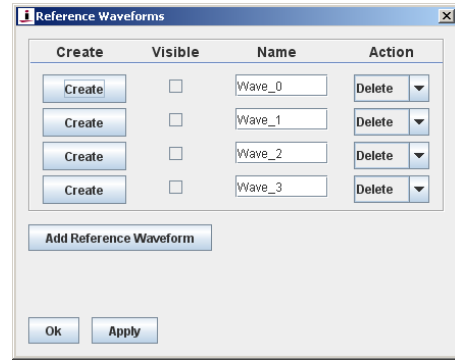 Reference Waveforms
Create Visible Name Action
Create Wave_0 Delete
Create Wave_1 Delete
Create Wave_2 Delete
Create Wave_3 Delete
Add Reference Waveform
Ok Apply